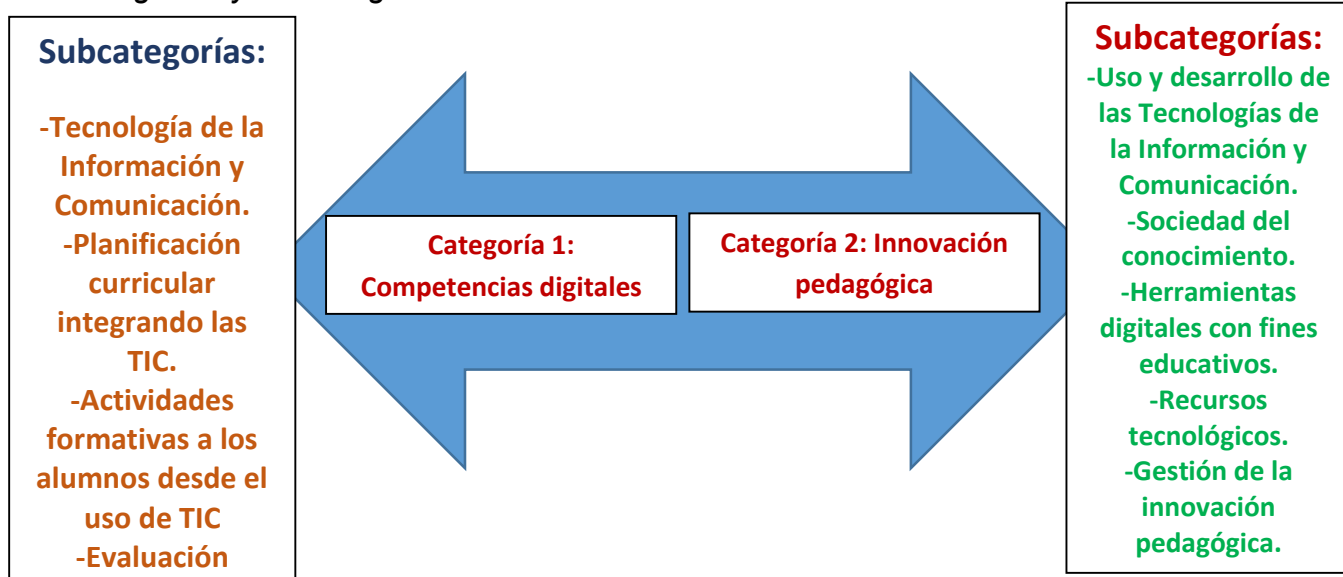 Subcategorías:
-Tecnología de la
Información y
Comunicación.
-Planificación
curricular
integrando las
TIC.
-Actividades
formativas a los
alumnos desde el
uso de TIC
-Evaluación
Categoría 1:
Competencias digitales
Categoría 2: Innovación
pedagógica
Subcategorías:
-Uso y desarrollo de
las Tecnologías de
la Información y
Comunicación.
-Sociedad del
conocimiento.
-Herramientas
digitales con fines
educativos.
-Recursos
tecnológicos.
-Gestión de la
innovación
pedagógica.